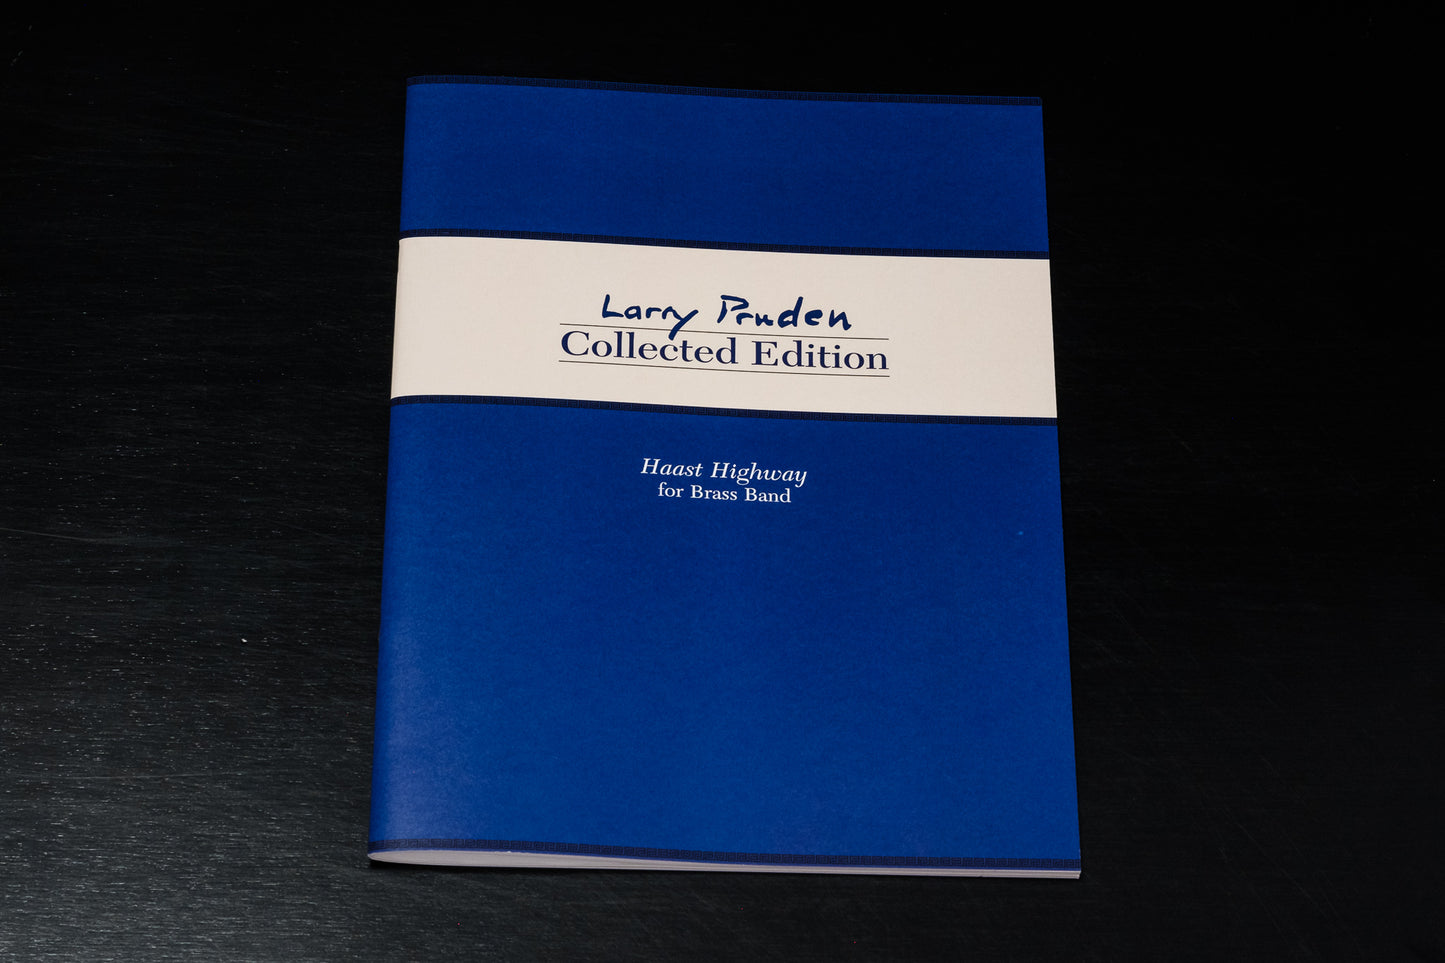 Larry Pruden
Collected Edition
Haast Highway
for Brass Band